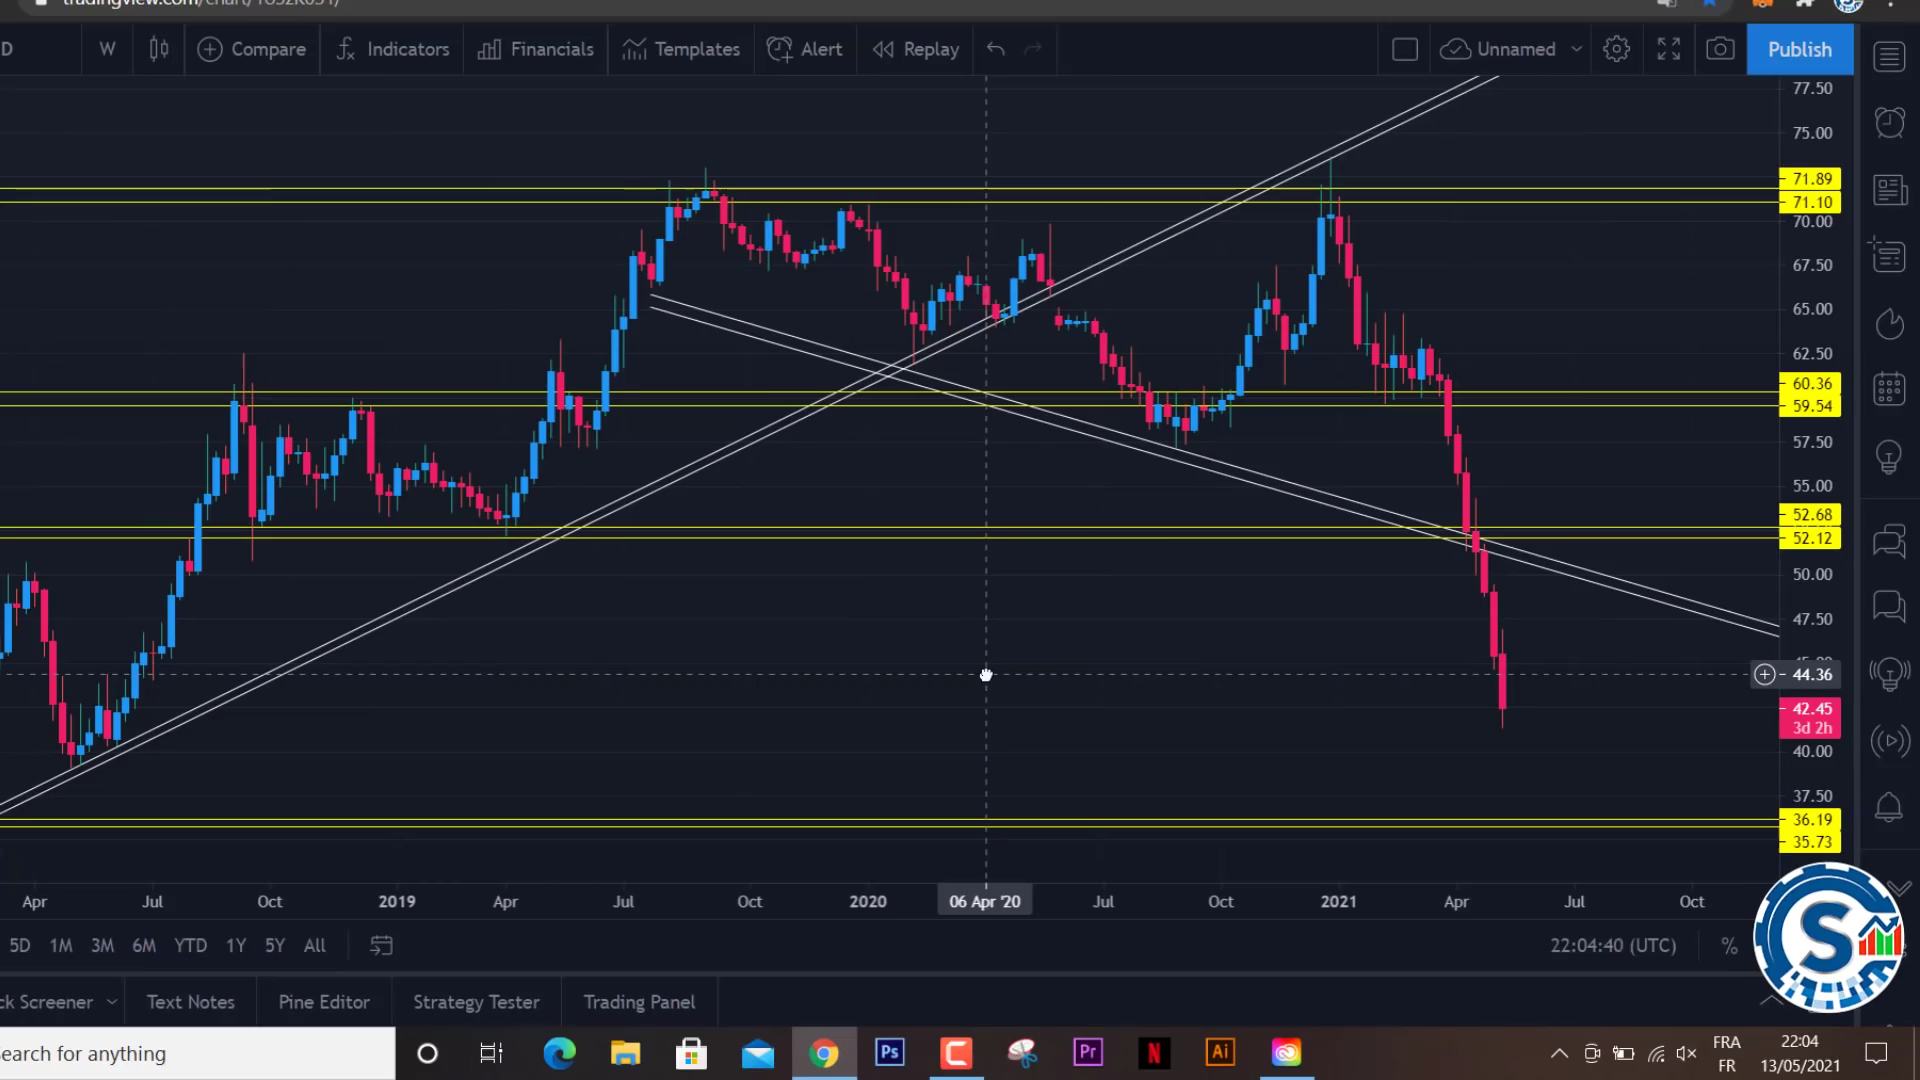 D
W
Compare
Indicators
Financials
Templates
Alert
Replay
Unnamed
Publish
77.50
75.00
71.89
71.10
70.00
67.50
65.00
62.50
60.36
59.54
57.50
55.00
52.68
52.12
50.00
47.50
44.36
42.45
3d 2h
40.00
37.50
36.19
35.73
Apr
Jul
Oct
2019
Apr
Jul
Oct
2020
06 Apr '20
Jul
Oct
2021
Apr
Jul
Oct
5D 1M 3M 6M YTD 1Y 5Y All
22:04:40 (UTC)
%
S
ck Screener
Text Notes
Pine Editor
Strategy Tester
Trading Panel
earch for anything
Ps
Pr
N
Ai
FRA
FR
22:04
13/05/2021